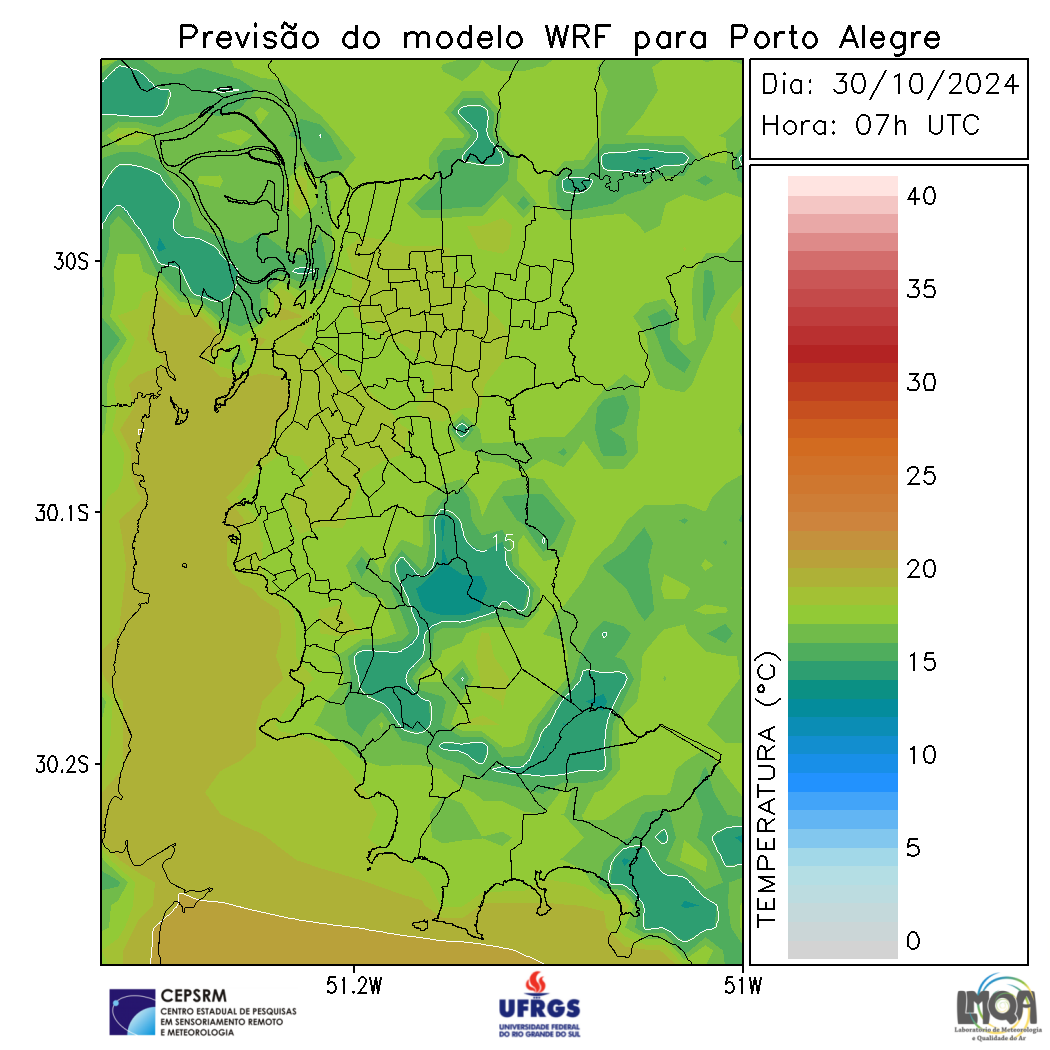 Previsão do modelo WRF para Porto Alegre
Dia: 30/10/2024
Hora: 07h UTC
40
35
30
25
20
15
10
5
0
TEMPERATURA (°C)
30S
30.1S
30.2S
15
51.2W
51W
CEPSRM
CENTRO ESTADUAL DE PESQUISAS
EM SENSORIAMENTO REMOTO
E METEOROLOGIA
UFRGS
UNIVERSIDADE FEDERAL
DO RIO GRANDE DO SUL
LMQA
Laboratório de Meteorologia
e Qualidade do Ar